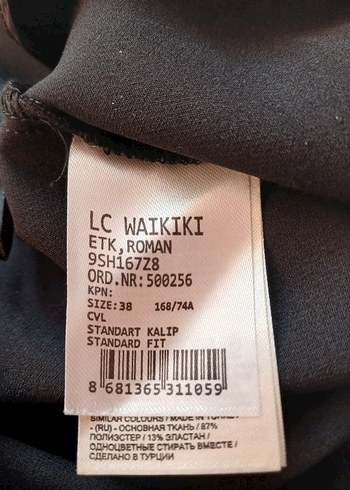 LC WAIKIKI
ETK, ROMAN
9SH167Z8
ORD.NR:500256
KPN:
SIZE:38 168/74A
CVL
STANDART KALIP
STANDARD FIT
8 681365 311059
SIMILAR COLOURS / MADE IN TURKEY
- (RU) - ОСНОВНАЯ ТКАНЬ / 87%
ПОЛИЭСТЕР / 13% ЭЛАСТАН /
ОДНОЦВЕТНЫЕ СТИРАТЬ ВМЕСТЕ /
СДЕЛАНО В ТУРЦИИ